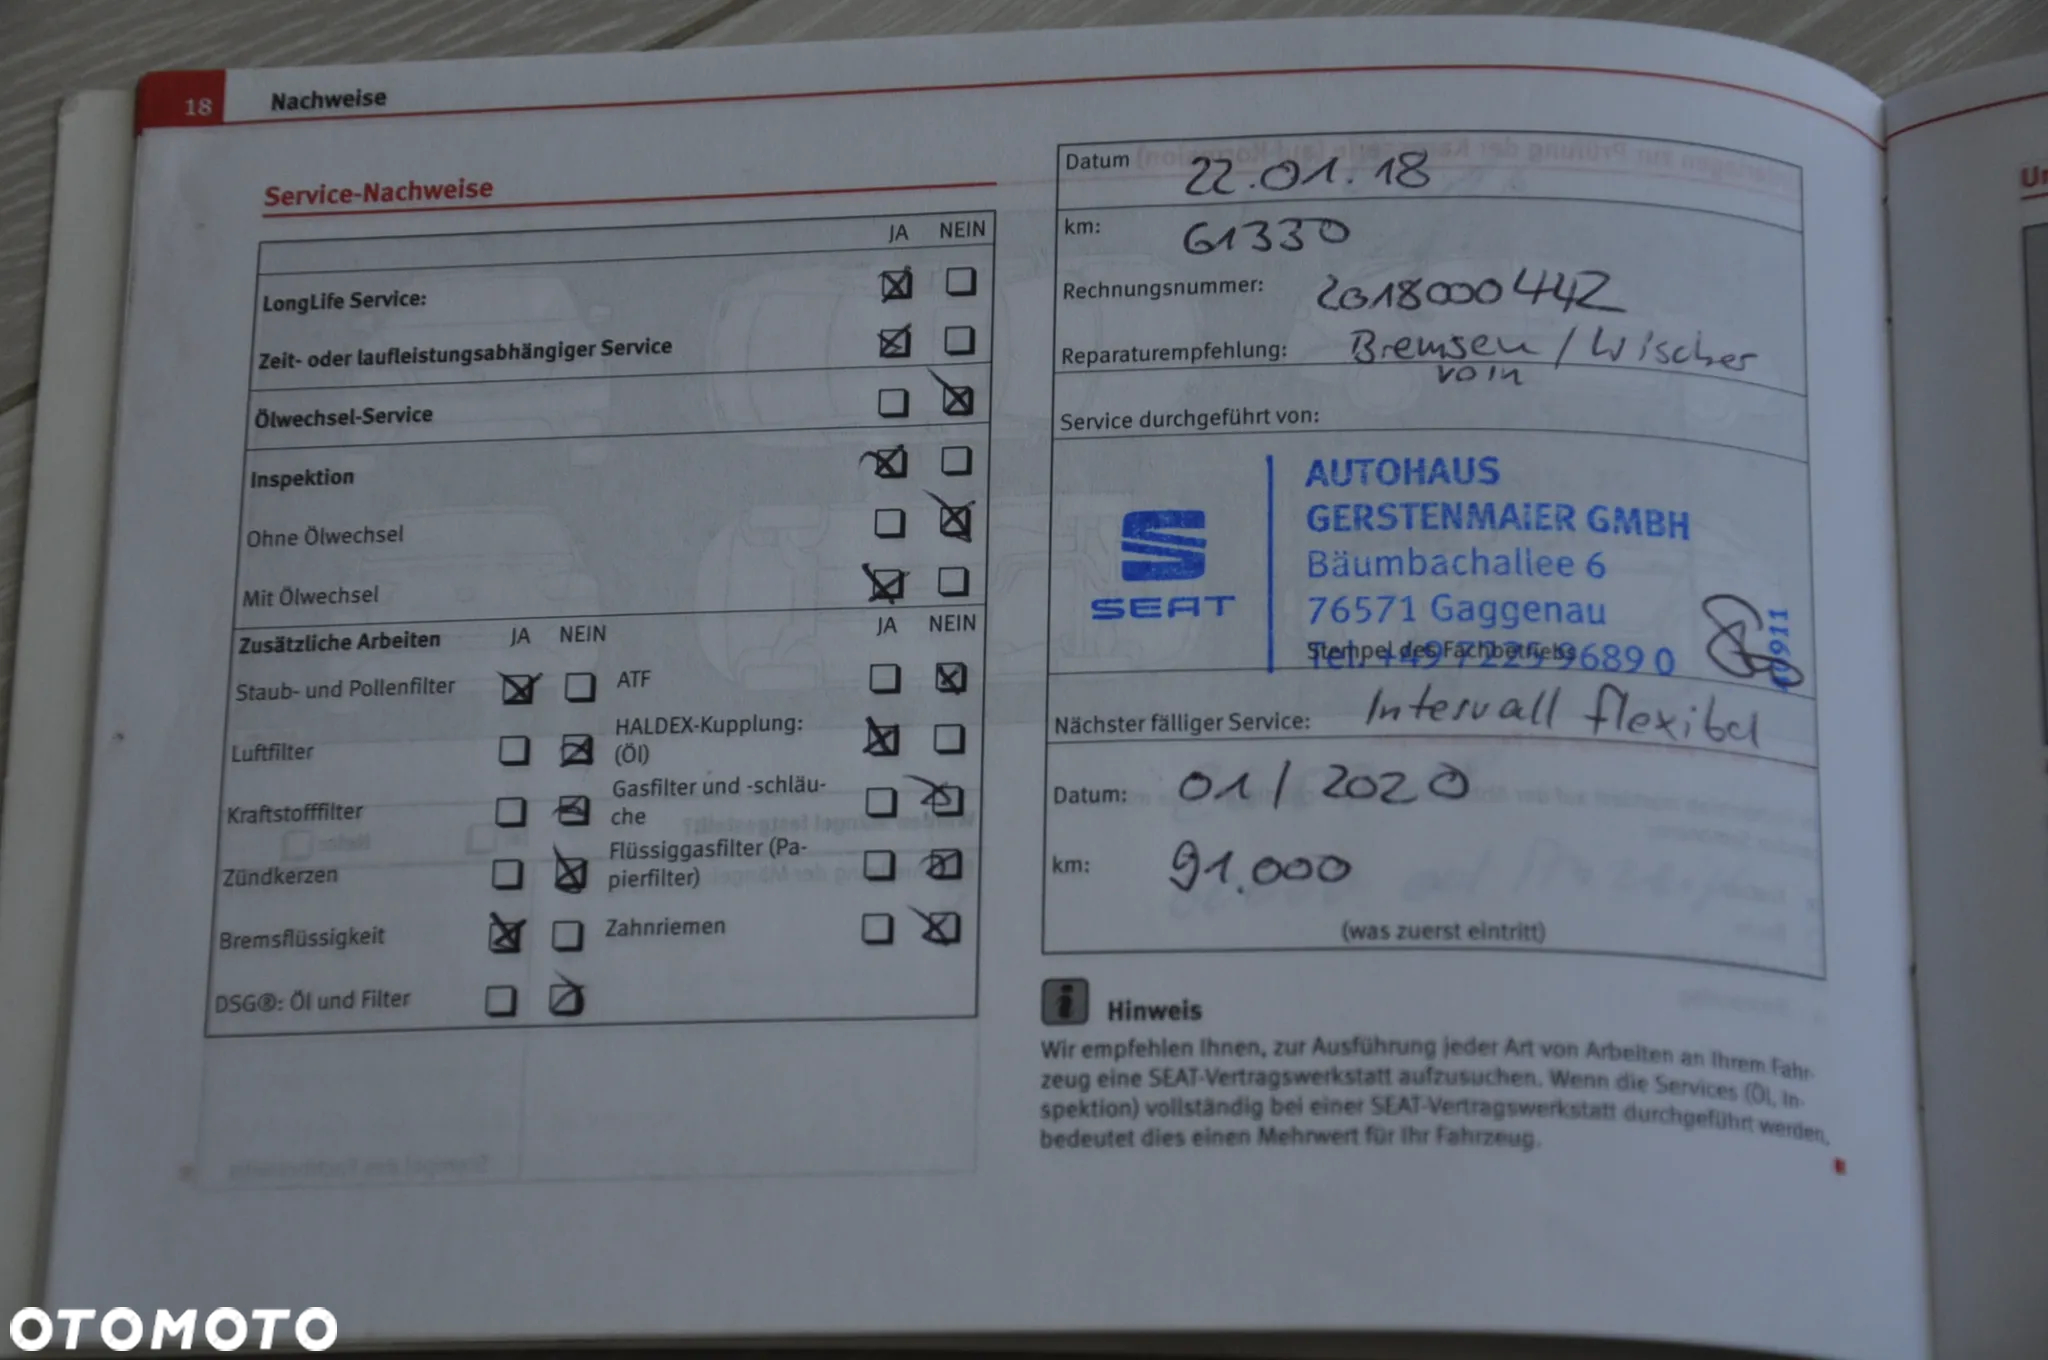 18 Nachweise
Service-Nachweise
JA NEIN
LongLife Service:
Zeit- oder laufleistungsabhängiger Service
Ölwechsel-Service
Inspektion
Ohne Ölwechsel
Mit Ölwechsel
Zusätzliche Arbeiten JA NEIN JA NEIN
Staub- und Pollenfilter ATF
Luftfilter HALDEX-Kupplung:
(Öl)
Kraftstofffilter Gasfilter und -schläu-
che
Zündkerzen Flüssiggasfilter (Pa-
pierfilter)
Bremsflüssigkeit Zahnriemen
DSG®: Öl und Filter
Datum 22.01.18
km: 61330
Rechnungsnummer: 2018000442
Reparaturempfehlung: Bremsen / Wischer
vorn
Service durchgeführt von:
AUTOHAUS
GERSTENMAIER GMBH
Bäumbachallee 6
SEAT
76571 Gaggenau
Stempel des Fachbetriebs
Tel. +49 7225 9689 0
Nächster fälliger Service: Intervall flexibel
Datum: 01/2020
km: 91.000
(was zuerst eintritt)
Hinweis
Wir empfehlen Ihnen, zur Ausführung jeder Art von Arbeiten an Ihrem Fahr-
zeug eine SEAT-Vertragswerkstatt aufzusuchen. Wenn die Services (Öl, In-
spektion) vollständig bei einer SEAT-Vertragswerkstatt durchgeführt werden,
bedeutet dies einen Mehrwert für Ihr Fahrzeug.
OTOMOTO